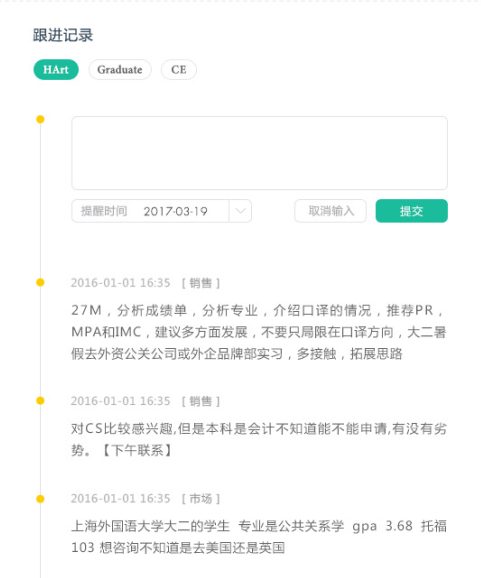 跟进记录
HArt Graduate CE
提醒时间 2017-03-19 取消输入 提交
2016-01-01 16:35 [ 销售 ]
27M，分析成绩单，分析专业，介绍口译的情况，推荐PR，
MPA和IMC，建议多方面发展，不要只局限在口译方向，大二暑
假去外资公关公司或外企品牌部实习，多接触，拓展思路
2016-01-01 16:35 [ 销售 ]
对CS比较感兴趣,但是本科是会计不知道能不能申请,有没有劣
势。【下午联系】
2016-01-01 16:35 [ 市场 ]
上海外国语大学大二的学生 专业是公共关系学 gpa 3.68 托福
103 想咨询不知道是去美国还是英国